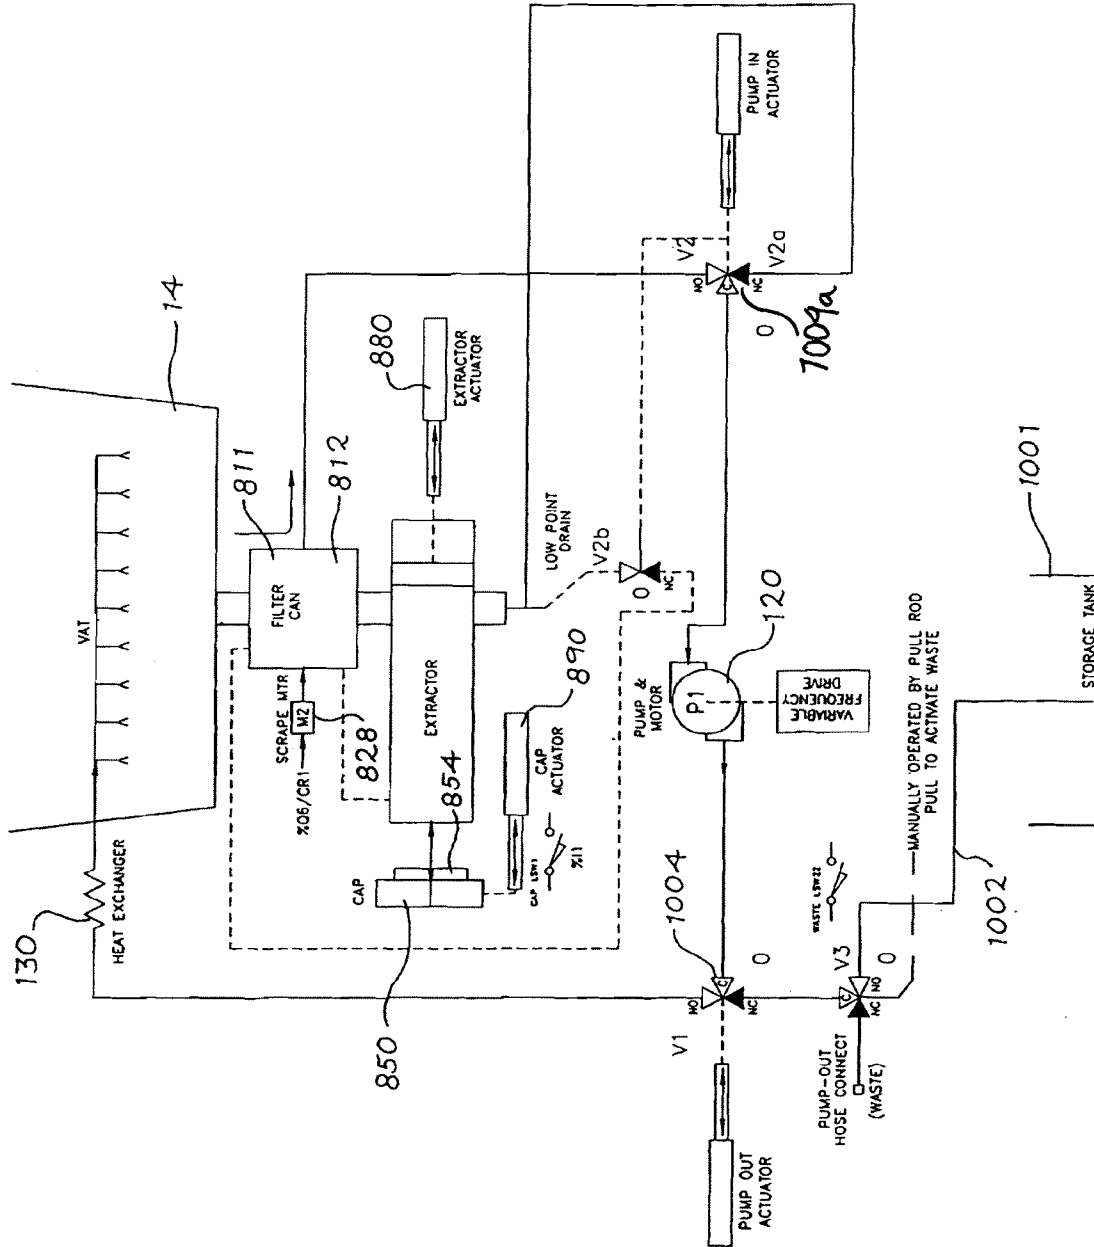 14
VAT
HEAT EXCHANGER
130
811
812
FILTER
CAN
SCRAPE MTR
M2
%Q6/CR1
828
880
EXTRACTOR
ACTUATOR
EXTRACTOR
CAP
850
854
890
CAP
ACTUATOR
CAP LSW1
%I1
LOW POINT
DRAIN
V2b
O
NC
PUMP IN
ACTUATOR
V2
V2a
NO
C
NC
O
1009a
PUMP &
MOTOR
P1
120
VARIABLE
FREQUENCY
DRIVE
1004
NO
C
NC
O
V1
PUMP OUT
ACTUATOR
WASTE LSW22
V3
O
C
NO
NC
PUMP-OUT
HOSE CONNECT
(WASTE)
MANUALLY OPERATED BY PULL ROD
PULL TO ACTIVATE WASTE
1002
1001
STORAGE TANK